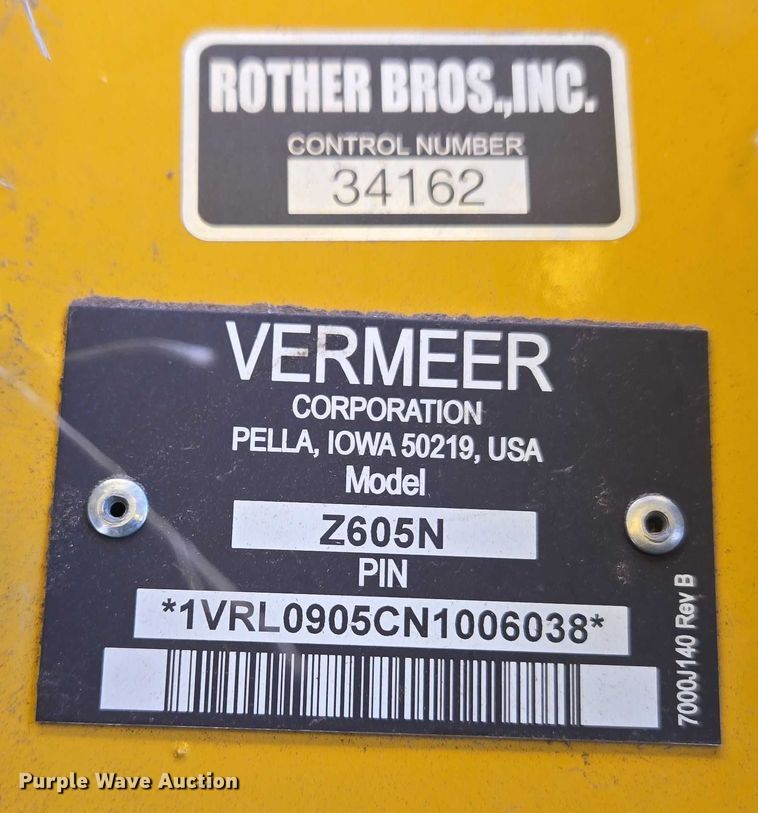 ROTHER BROS.,INC.
CONTROL NUMBER
34162
VERMEER
CORPORATION
PELLA, IOWA 50219, USA
Model
Z605N
PIN
*1VRL0905CN1006038*
7000J140 Rev B
Purple Wave Auction